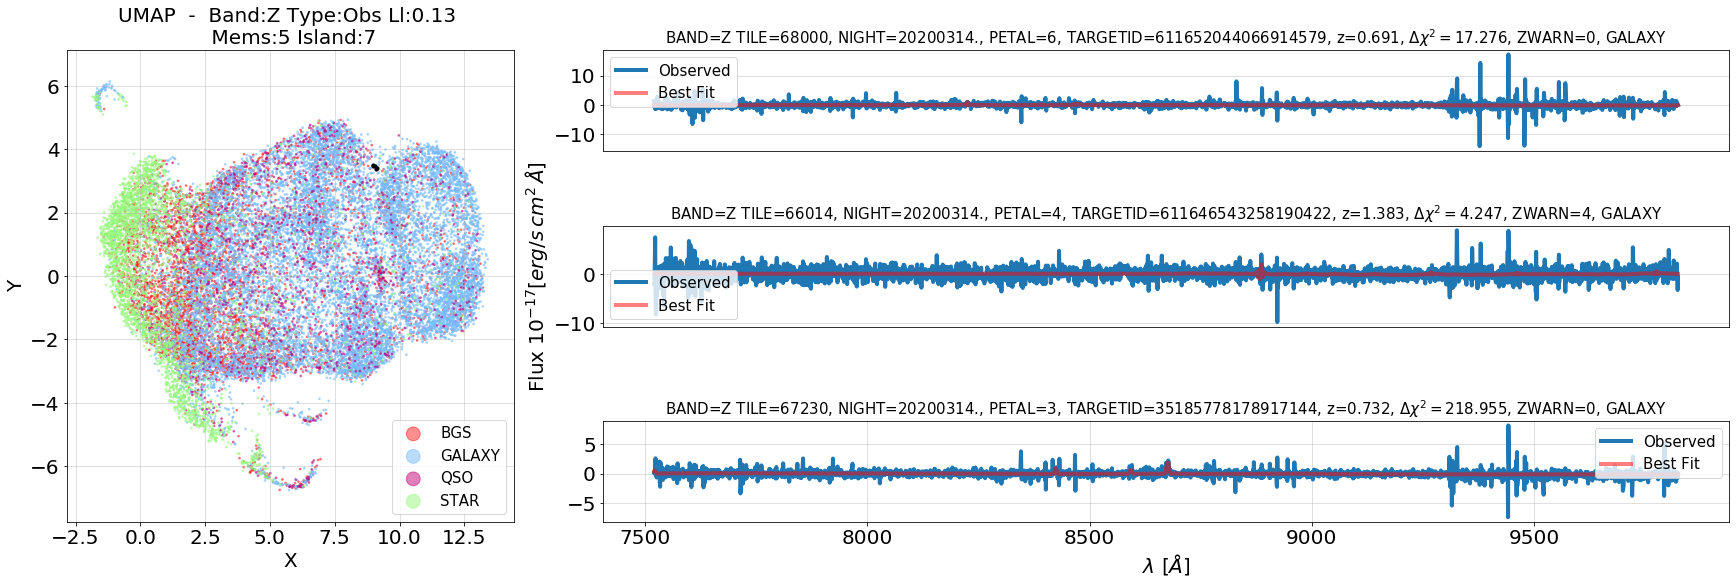 UMAP - Band:Z Type:Obs Ll:0.13
Mems:5 Island:7
6
4
2
0
−2
−4
−6
Y
−2.5 0.0 2.5 5.0 7.5 10.0 12.5
X
BGS
GALAXY
QSO
STAR
Flux 10⁻¹⁷[erg/s cm² Å]
BAND=Z TILE=68000, NIGHT=20200314., PETAL=6, TARGETID=611652044066914579, z=0.691, Δχ² = 17.276, ZWARN=0, GALAXY
10
0
−10
Observed
Best Fit
BAND=Z TILE=66014, NIGHT=20200314., PETAL=4, TARGETID=611646543258190422, z=1.383, Δχ² = 4.247, ZWARN=4, GALAXY
0
−10
Observed
Best Fit
BAND=Z TILE=67230, NIGHT=20200314., PETAL=3, TARGETID=35185778178917144, z=0.732, Δχ² = 218.955, ZWARN=0, GALAXY
5
0
−5
Observed
Best Fit
7500 8000 8500 9000 9500
λ [Å]